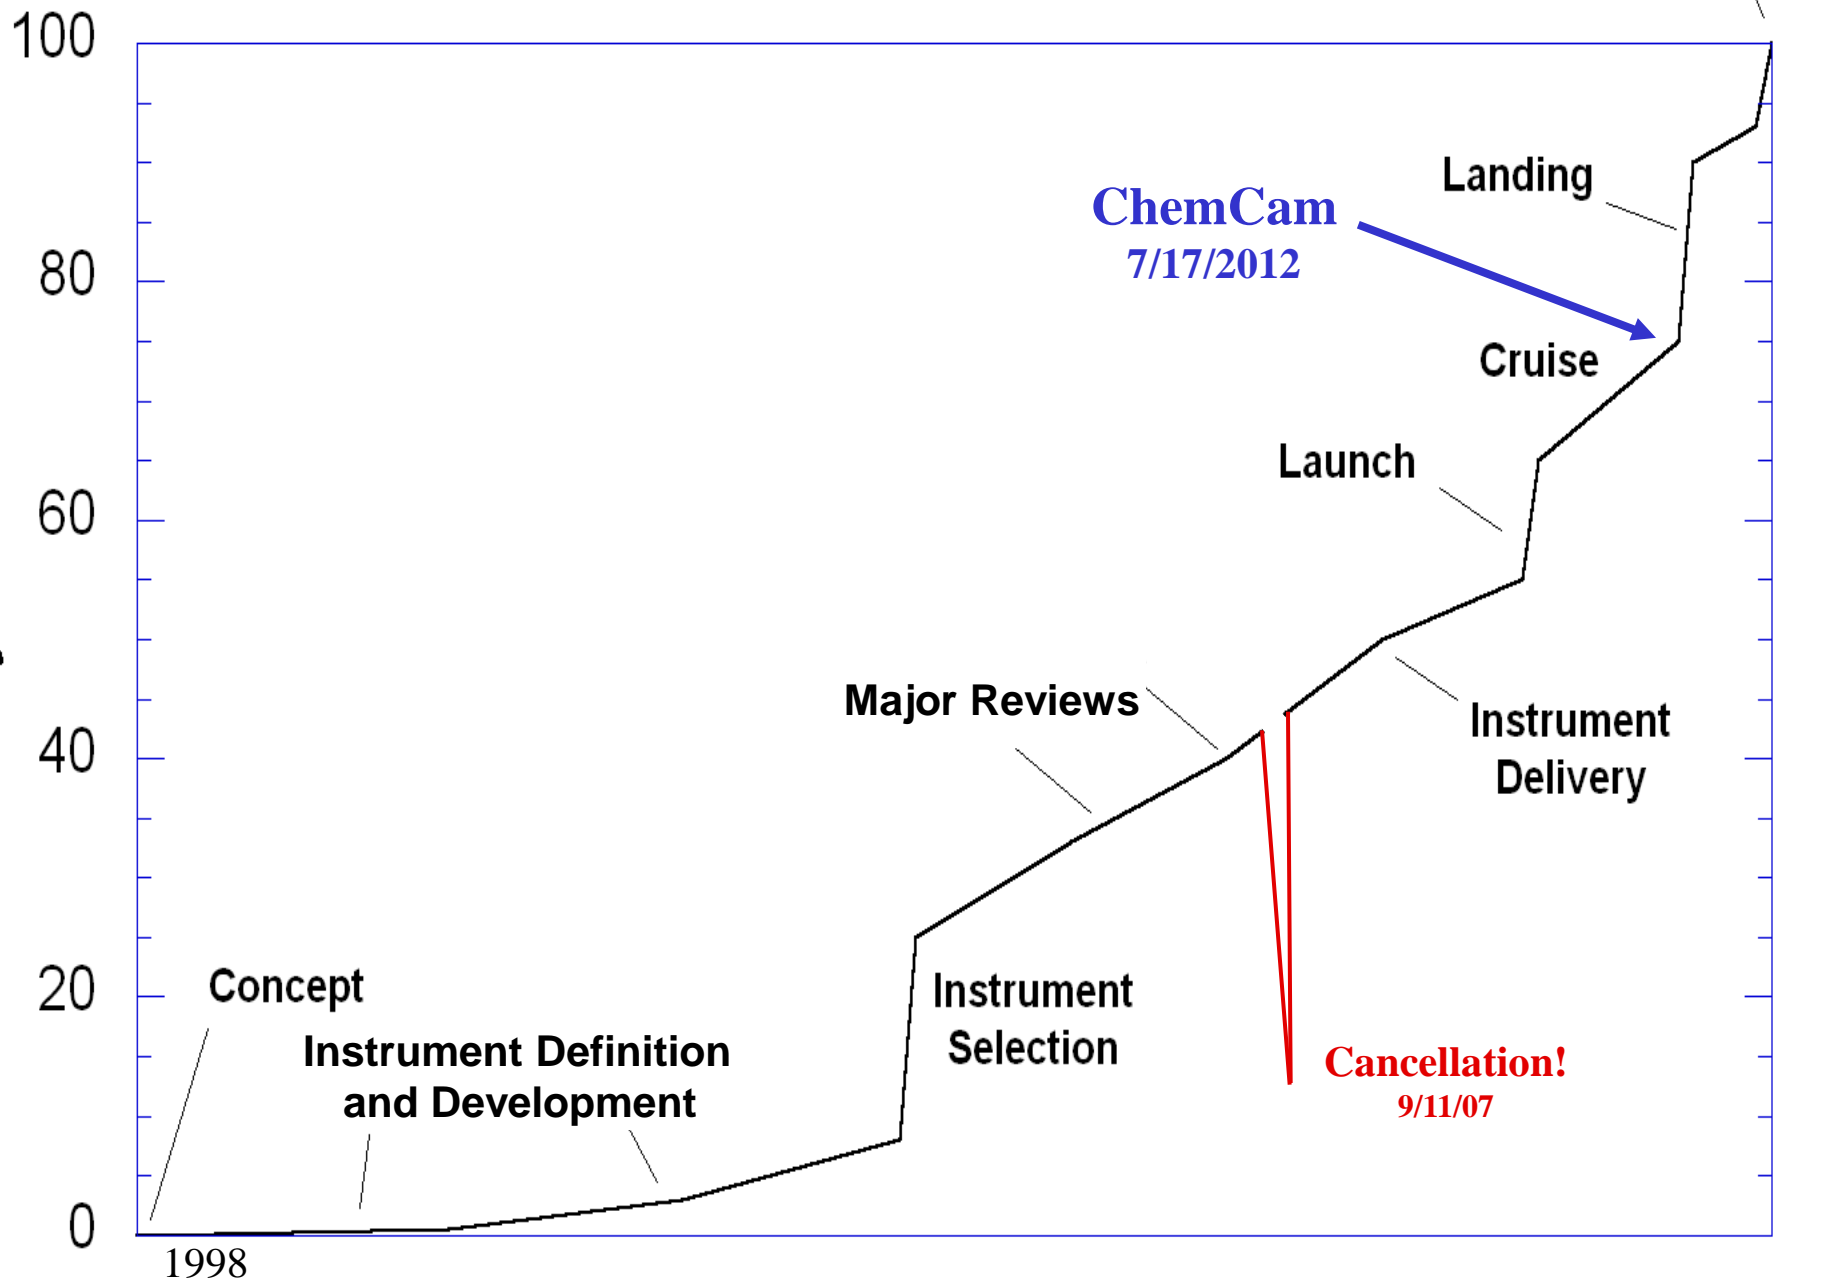 100
80
60
40
20
0
1998
Concept
Instrument Definition
and Development
Instrument
Selection
Major Reviews
Cancellation!
9/11/07
Instrument
Delivery
Launch
Cruise
ChemCam
7/17/2012
Landing